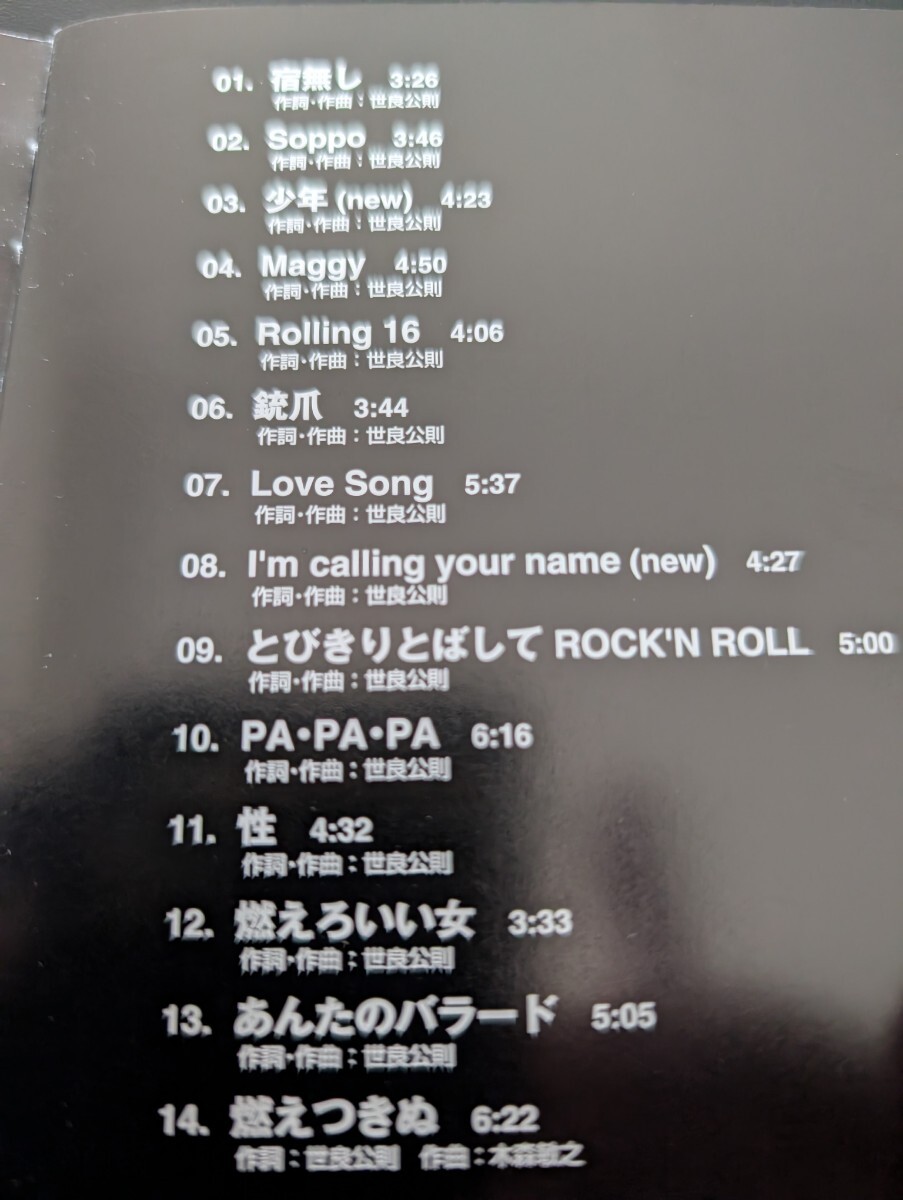 01. 宿無し 3:26
作詞・作曲：世良公則
02. Soppo 3:46
作詞・作曲：世良公則
03. 少年 (new) 4:23
作詞・作曲：世良公則
04. Maggy 4:50
作詞・作曲：世良公則
05. Rolling 16 4:06
作詞・作曲：世良公則
06. 銃爪 3:44
作詞・作曲：世良公則
07. Love Song 5:37
作詞・作曲：世良公則
08. I'm calling your name (new) 4:27
作詞・作曲：世良公則
09. とびきりとばして ROCK'N ROLL 5:00
作詞・作曲：世良公則
10. PA・PA・PA 6:16
作詞・作曲：世良公則
11. 性 4:32
作詞・作曲：世良公則
12. 燃えろいい女 3:33
作詞・作曲：世良公則
13. あんたのバラード 5:05
作詞・作曲：世良公則
14. 燃えつきぬ 6:22
作詞：世良公則 作曲：木森敏之